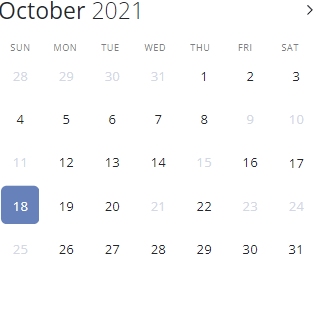 October 2021
SUN MON TUE WED THU FRI SAT
28 29 30 31 1 2 3
4 5 6 7 8 9 10
11 12 13 14 15 16 17
18 19 20 21 22 23 24
25 26 27 28 29 30 31